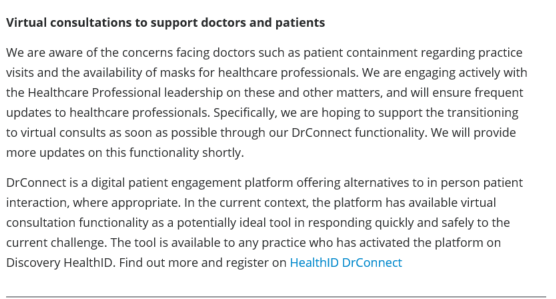 Virtual consultations to support doctors and patients
We are aware of the concerns facing doctors such as patient containment regarding practice
visits and the availability of masks for healthcare professionals. We are engaging actively with
the Healthcare Professional leadership on these and other matters, and will ensure frequent
updates to healthcare professionals. Specifically, we are hoping to support the transitioning
to virtual consults as soon as possible through our DrConnect functionality. We will provide
more updates on this functionality shortly.
DrConnect is a digital patient engagement platform offering alternatives to in person patient
interaction, where appropriate. In the current context, the platform has available virtual
consultation functionality as a potentially ideal tool in responding quickly and safely to the
current challenge. The tool is available to any practice who has activated the platform on
Discovery HealthID. Find out more and register on HealthID DrConnect